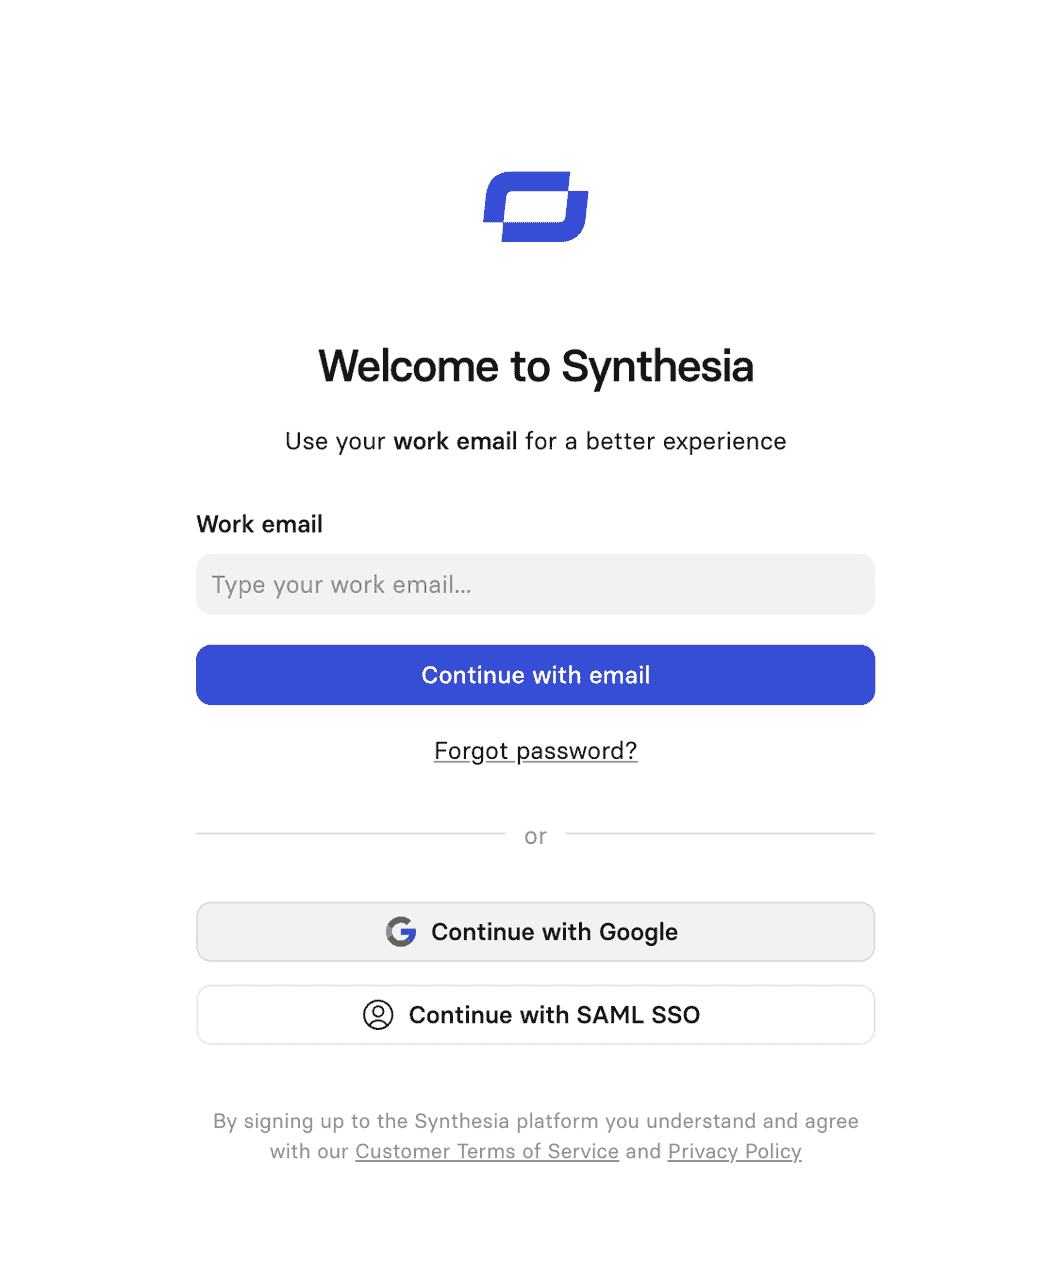 Welcome to Synthesia
Use your work email for a better experience
Work email
Type your work email...
Continue with email
Forgot password?
or
Continue with Google
Continue with SAML SSO
By signing up to the Synthesia platform you understand and agree
with our Customer Terms of Service and Privacy Policy